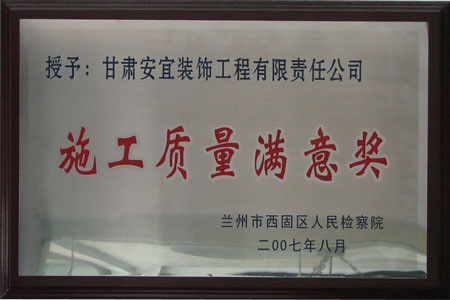 授予：甘肃安宜装饰工程有限责任公司
施工质量满意奖
兰州市西固区人民检察院
二00七年八月